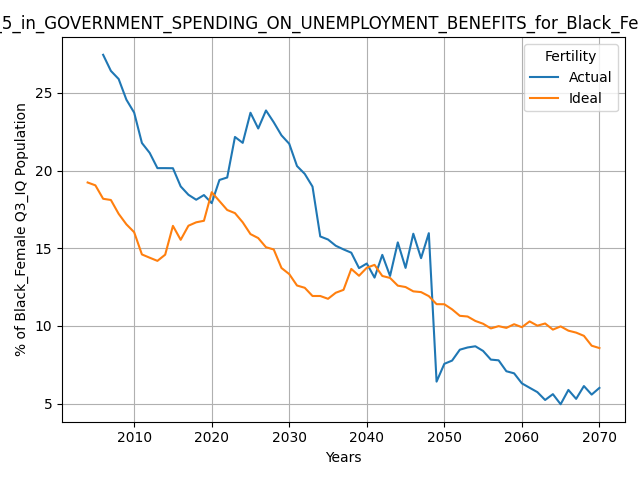 _5_in_GOVERNMENT_SPENDING_ON_UNEMPLOYMENT_BENEFITS_for_Black_Fe
Fertility
Actual
Ideal
% of Black_Female Q3_IQ Population
25
20
15
10
5
2010 2020 2030 2040 2050 2060 2070
Years